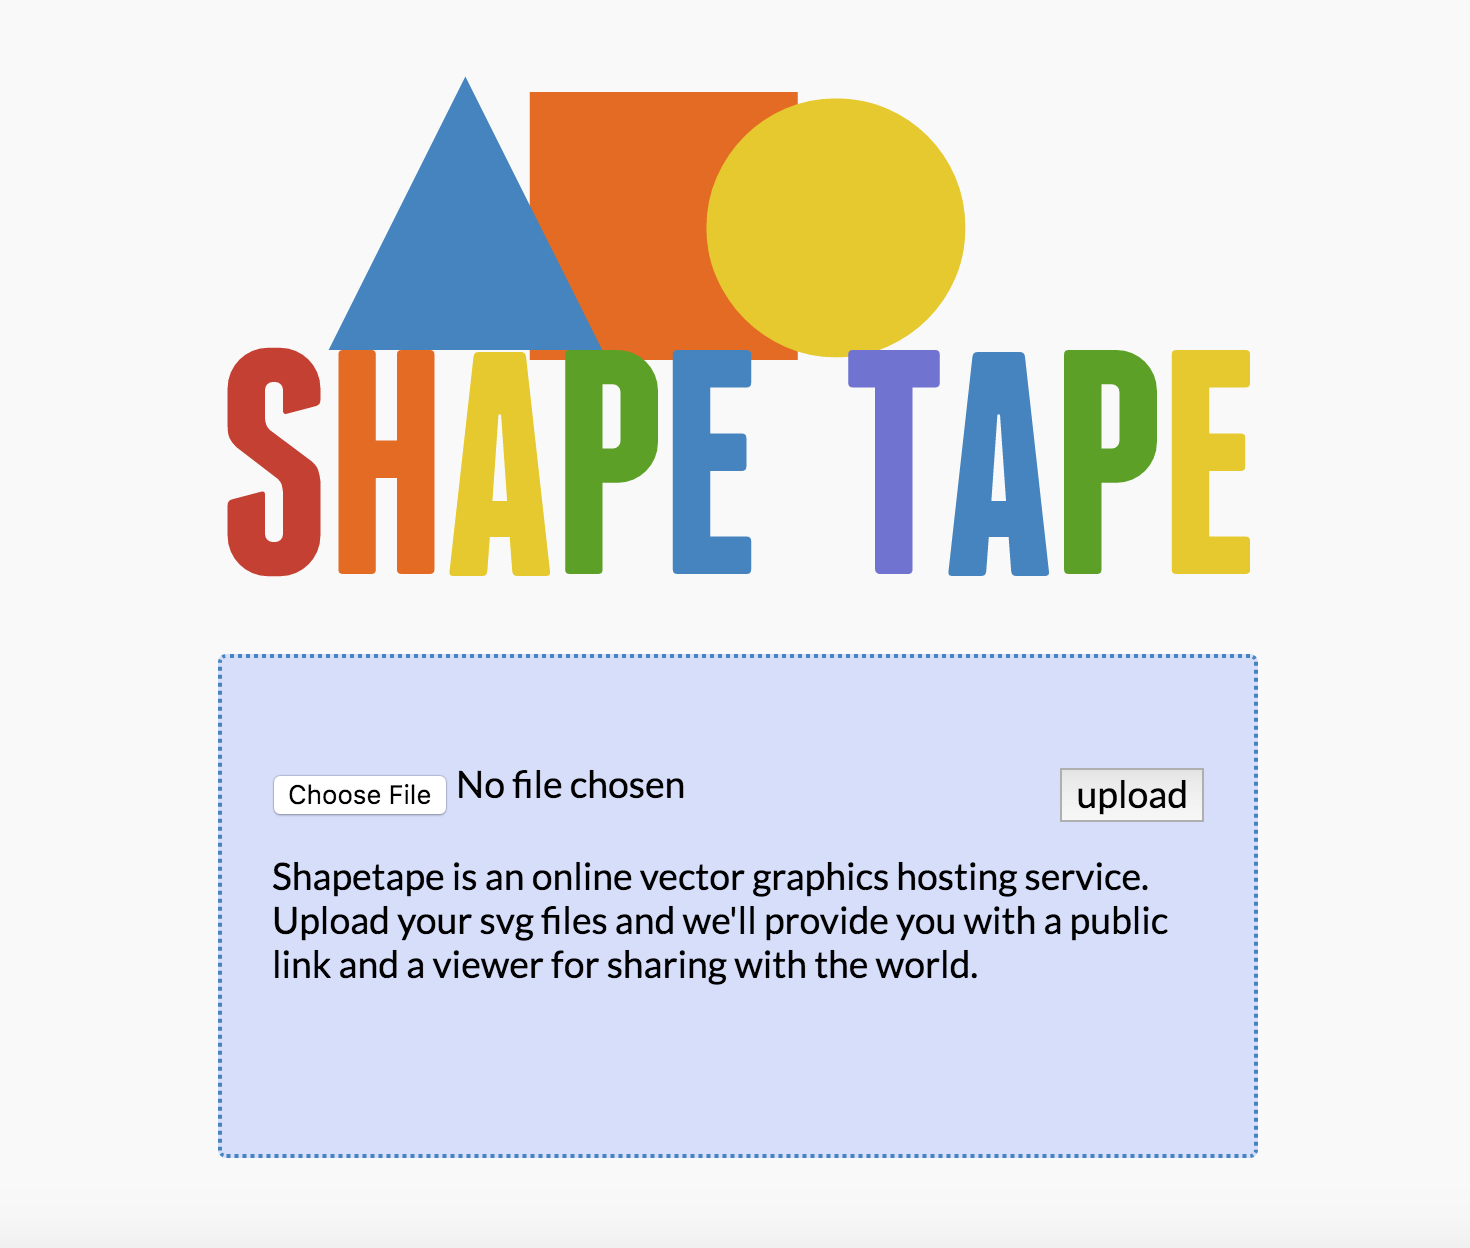 SHAPE TAPE
Choose File No file chosen
upload
Shapetape is an online vector graphics hosting service.
Upload your svg files and we'll provide you with a public
link and a viewer for sharing with the world.